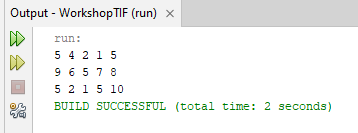 Output - WorkshopTIF (run)
run:
5 4 2 1 5
9 6 5 7 8
5 2 1 5 10
BUILD SUCCESSFUL (total time: 2 seconds)